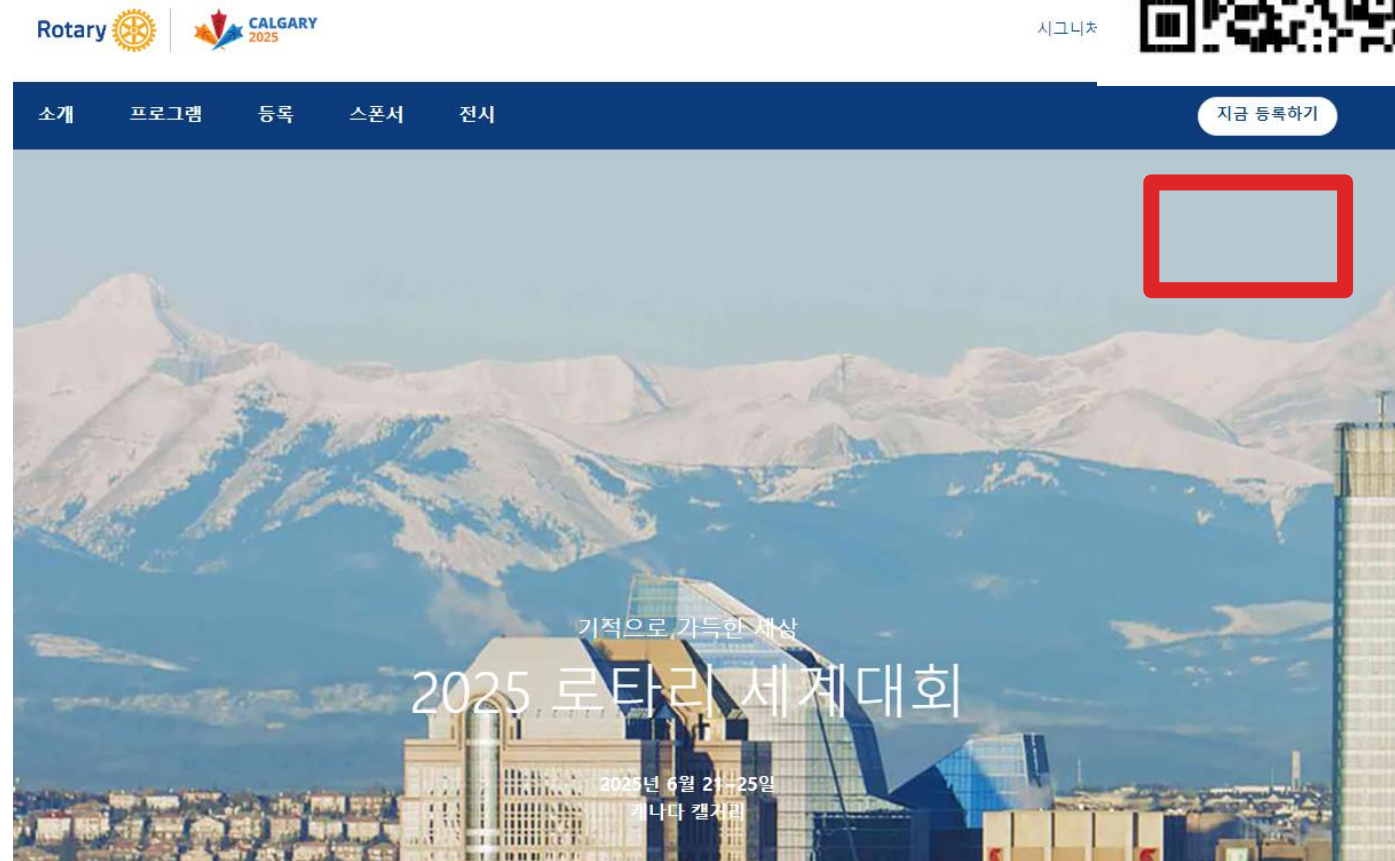 Rotary
CALGARY
2025
시그니처
소개 프로그램 등록 스폰서 전시
지금 등록하기
기적으로 가득한 세상
2025 로타리 세계대회
2025년 6월 21–25일
캐나다 캘거리